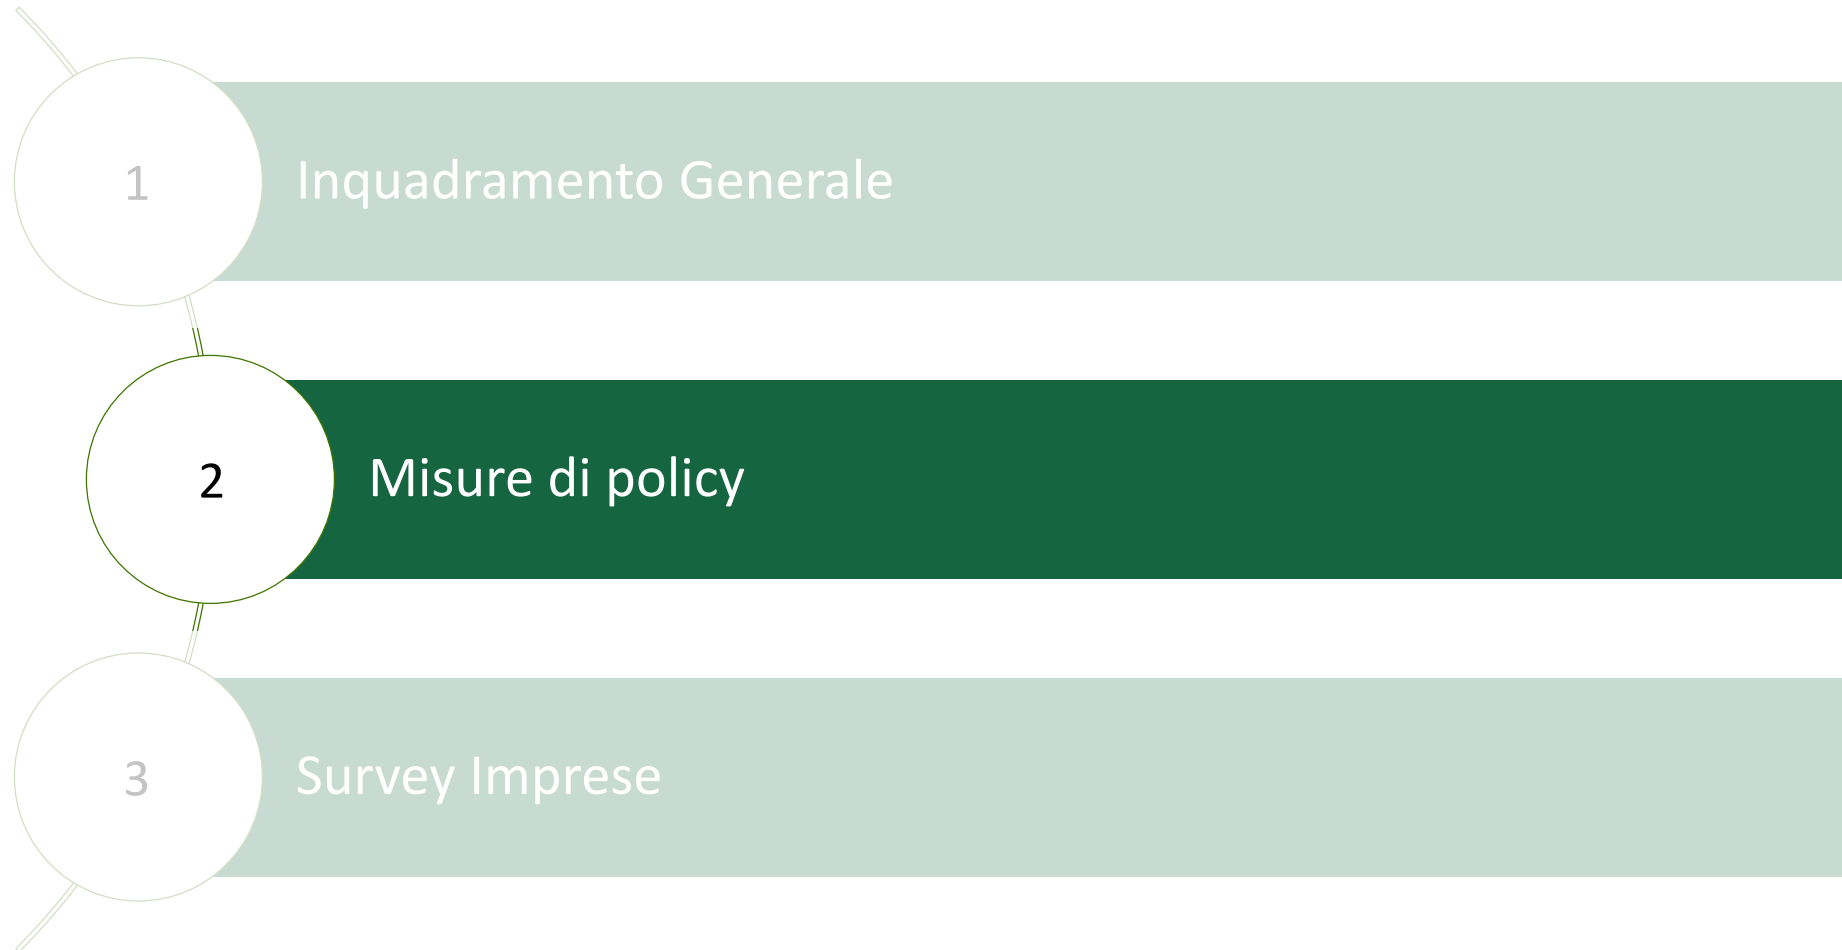 1
Inquadramento Generale
2
Misure di policy
3
Survey Imprese